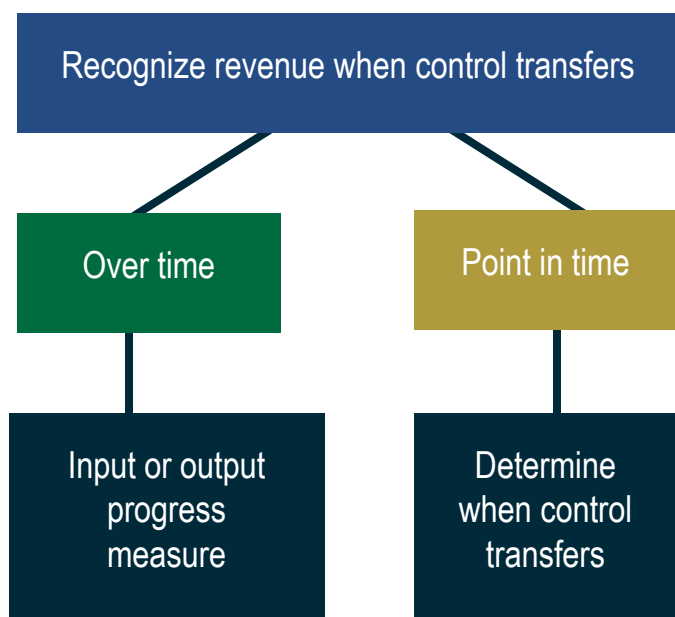 Recognize revenue when control transfers
Over time
Point in time
Input or output
progress
measure
Determine
when control
transfers